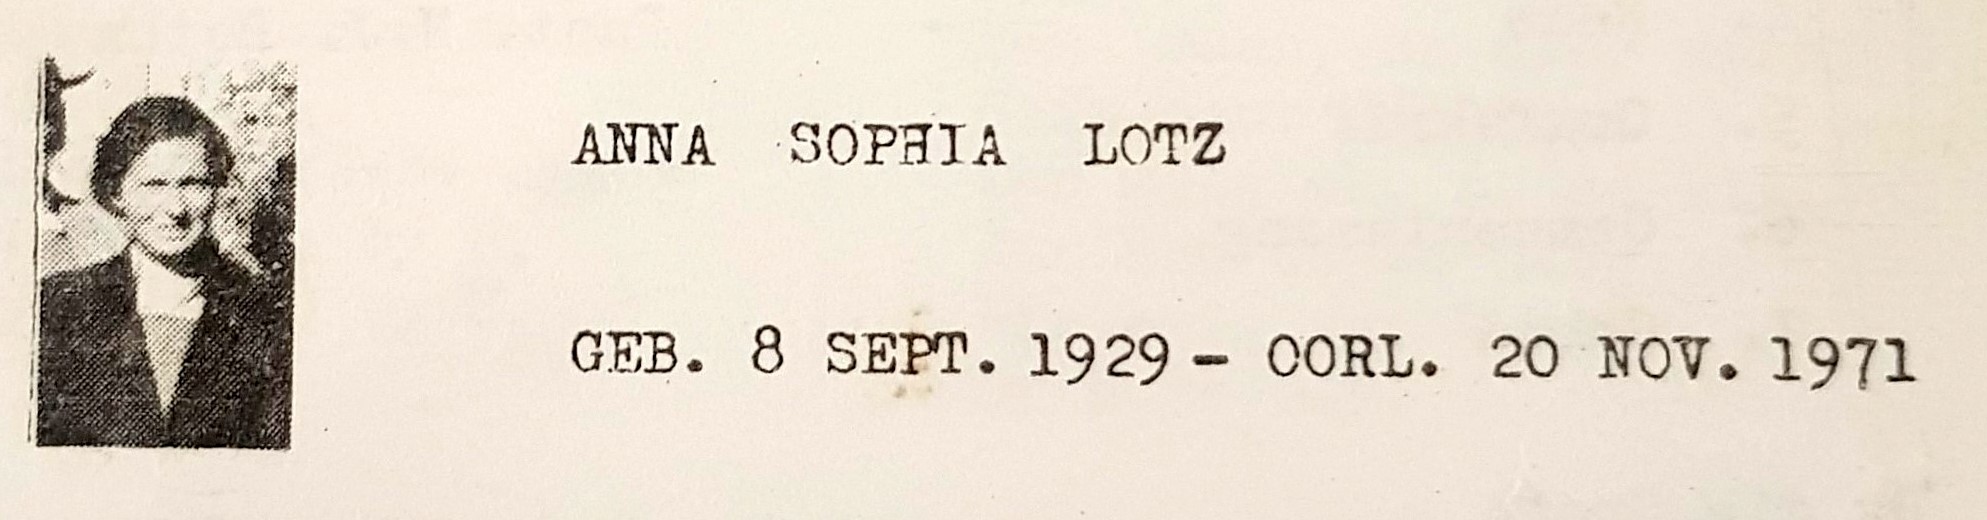 ANNA SOPHIA LOTZ
GEB. 8 SEPT. 1929 - OORL. 20 NOV. 1971